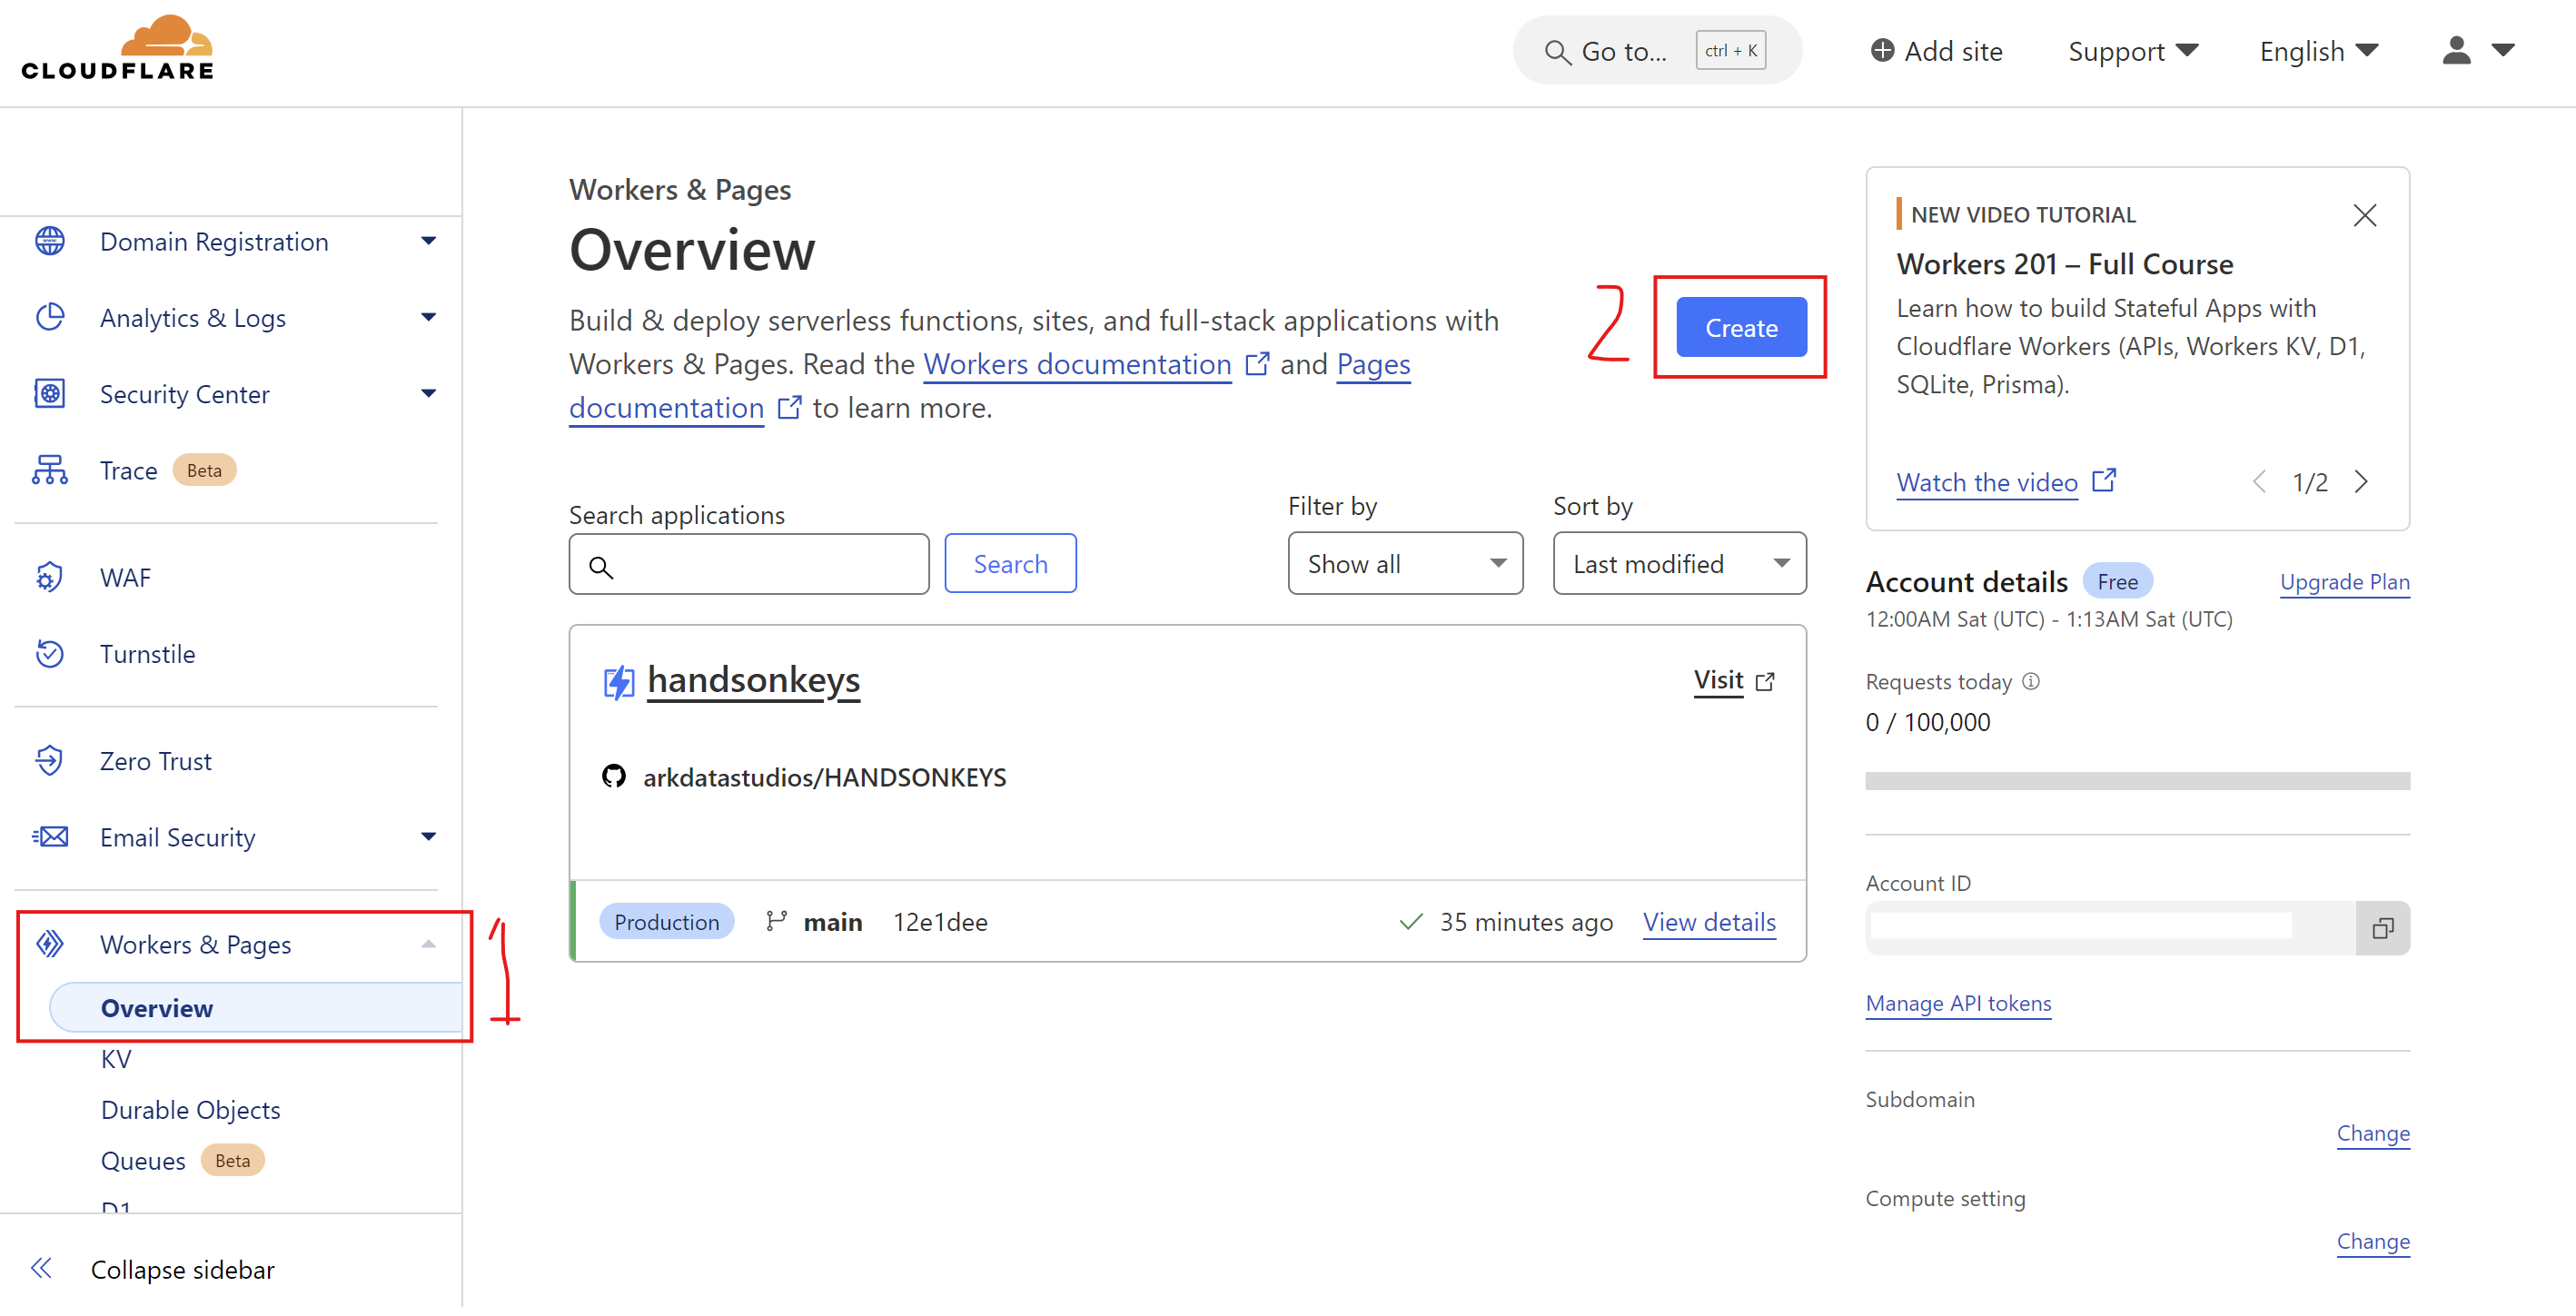 CLOUDFLARE
Go to... ctrl + K
Add site
Support
English
Domain Registration
Analytics & Logs
Security Center
Trace Beta
WAF
Turnstile
Zero Trust
Email Security
Workers & Pages
Overview
1
KV
Durable Objects
Queues Beta
D1
Collapse sidebar
Workers & Pages
Overview
Build & deploy serverless functions, sites, and full-stack applications with
Workers & Pages. Read the Workers documentation and Pages
documentation to learn more.
2
Create
Search applications
Search
Filter by
Show all
Sort by
Last modified
handsonkeys
Visit
arkdatastudios/HANDSONKEYS
Production main 12e1dee
35 minutes ago View details
NEW VIDEO TUTORIAL
Workers 201 – Full Course
Learn how to build Stateful Apps with
Cloudflare Workers (APIs, Workers KV, D1,
SQLite, Prisma).
Watch the video
1/2
Account details Free
Upgrade Plan
12:00AM Sat (UTC) - 1:13AM Sat (UTC)
Requests today
0 / 100,000
Account ID
Manage API tokens
Subdomain
Change
Compute setting
Change